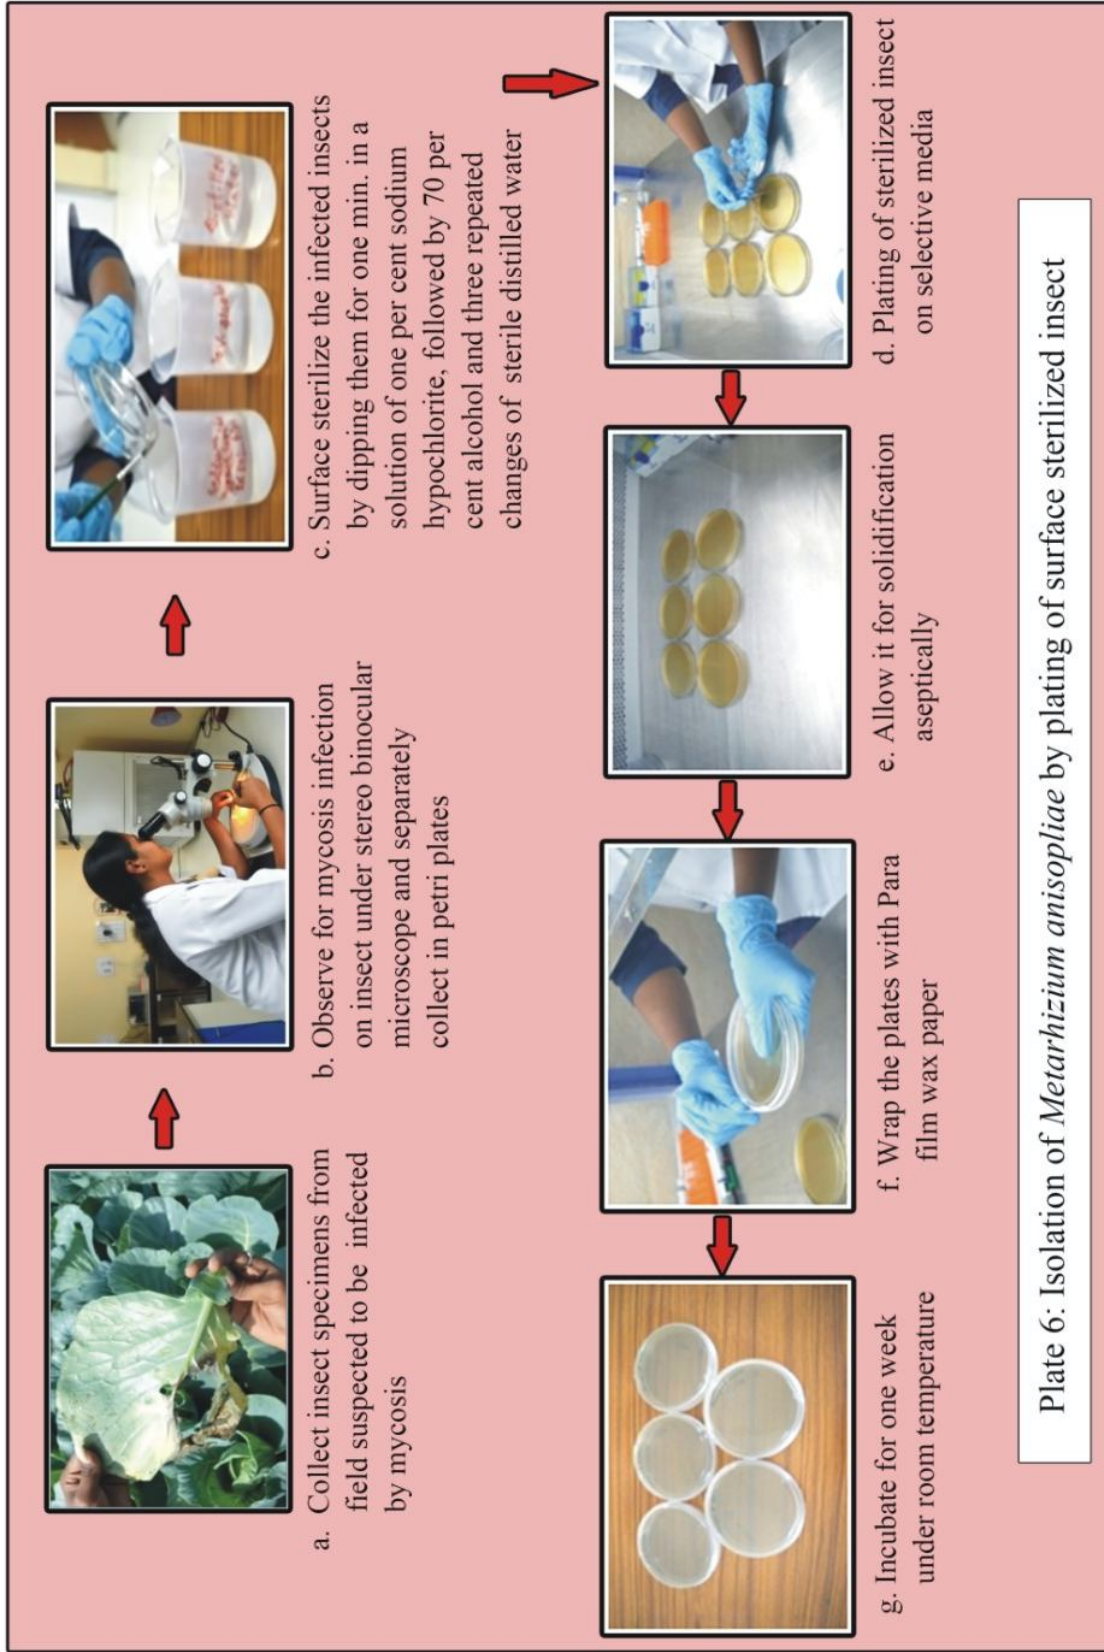 a. Collect insect specimens from
field suspected to be infected
by mycosis
b. Observe for mycosis infection
on insect under stereo binocular
microscope and separately
collect in petri plates
c. Surface sterilize the infected insects
by dipping them for one min. in a
solution of one per cent sodium
hypochlorite, followed by 70 per
cent alcohol and three repeated
changes of sterile distilled water
d. Plating of sterilized insect
on selective media
e. Allow it for solidification
aseptically
f. Wrap the plates with Para
film wax paper
g. Incubate for one week
under room temperature
Plate 6: Isolation of Metarhizium anisopliae by plating of surface sterilized insect